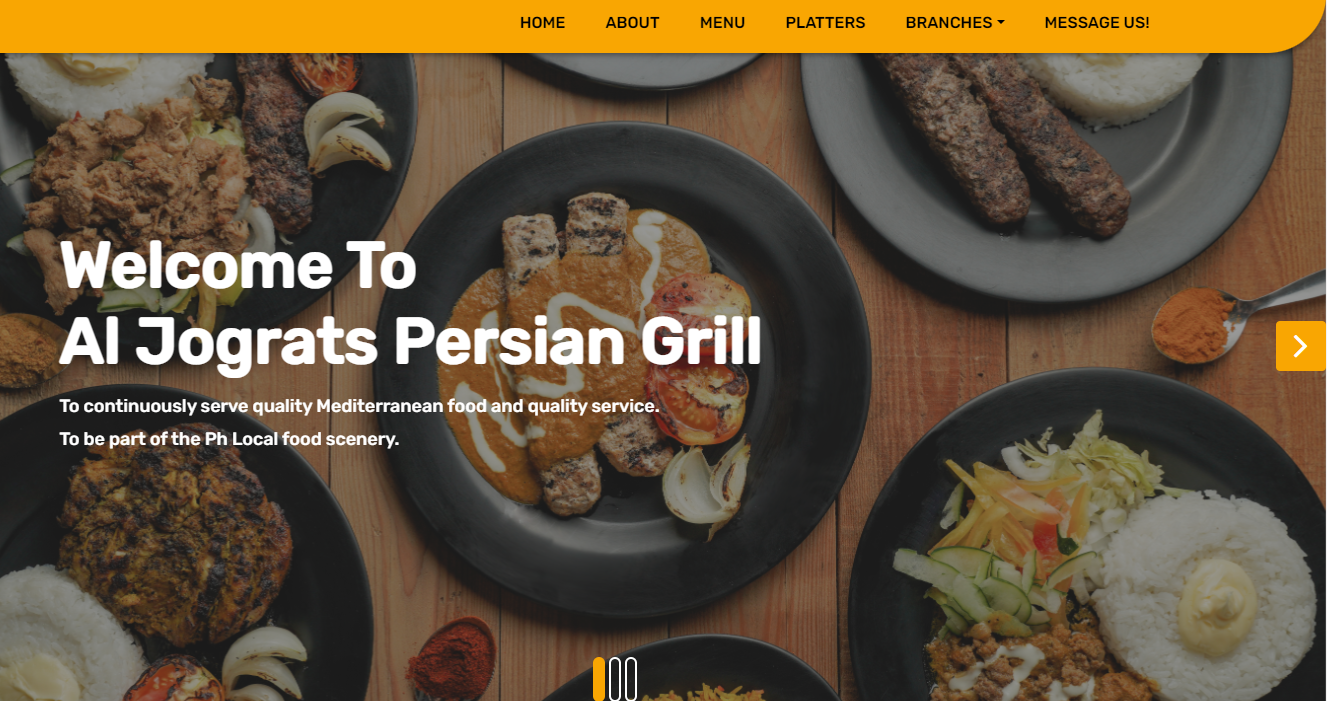 HOME ABOUT MENU PLATTERS BRANCHES MESSAGE US!
Welcome To
Al Jograts Persian Grill
To continuously serve quality Mediterranean food and quality service.
To be part of the Ph Local food scenery.